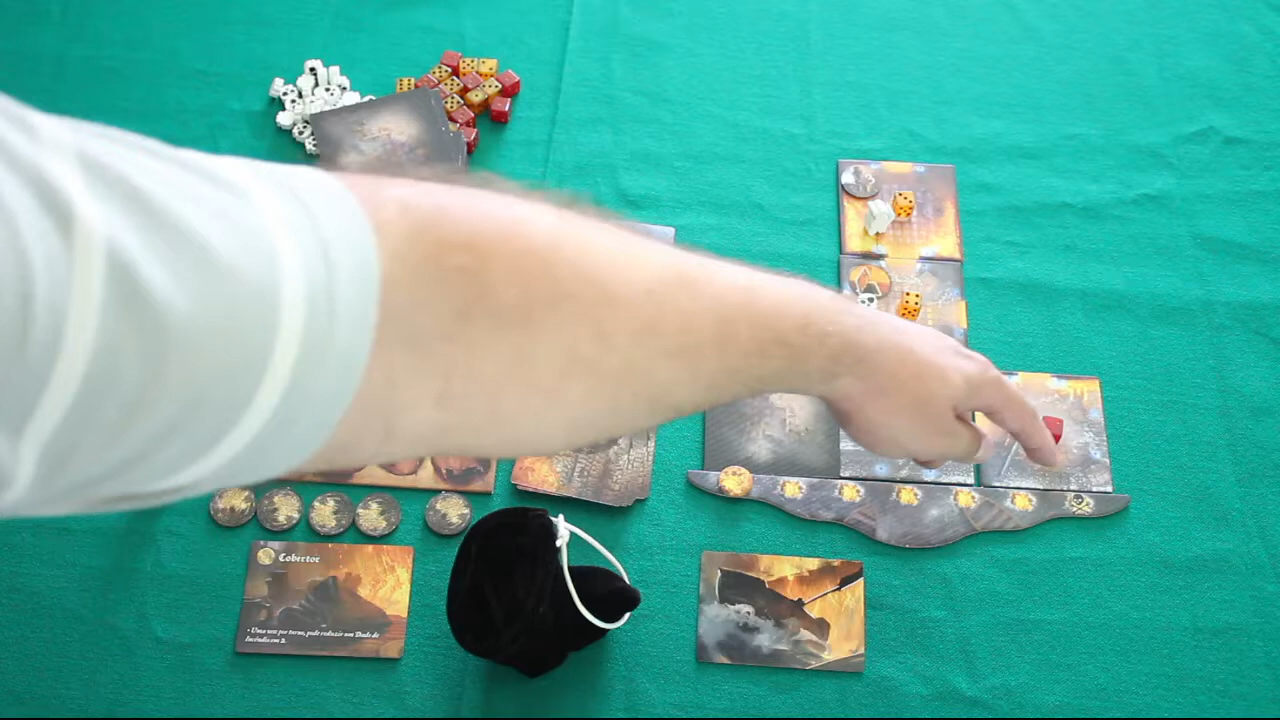 Cobertor
• Uma vez por turno, pode reduzir um Dado de
Incêndio em 2.